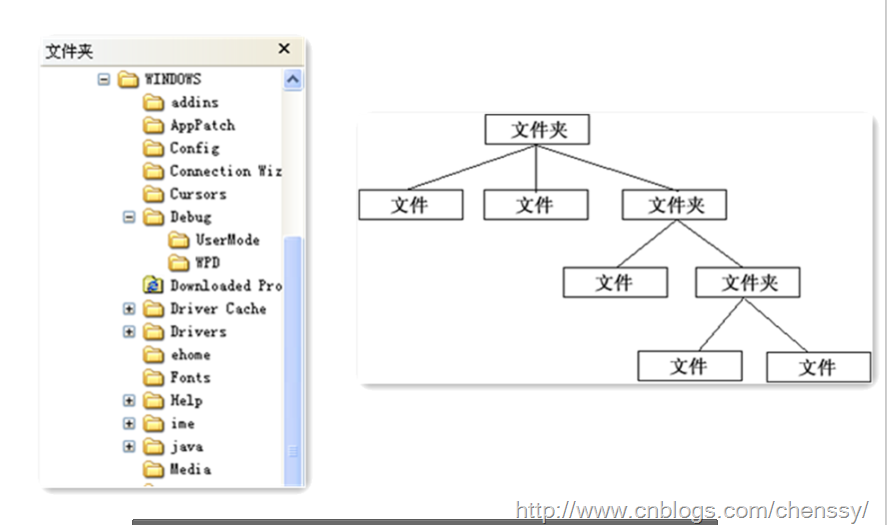 文件夹
WINDOWS
addins
AppPatch
Config
Connection Wiz
Cursors
Debug
UserMode
WPD
Downloaded Pro
Driver Cache
Drivers
ehome
Fonts
Help
ime
java
Media
文件夹
文件 文件 文件夹
文件 文件夹
文件 文件
http://www.cnblogs.com/chenssy/